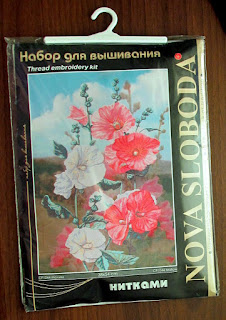 Набор для вышивания
Thread embroidery kit
NOVA SLOBODA
нитками